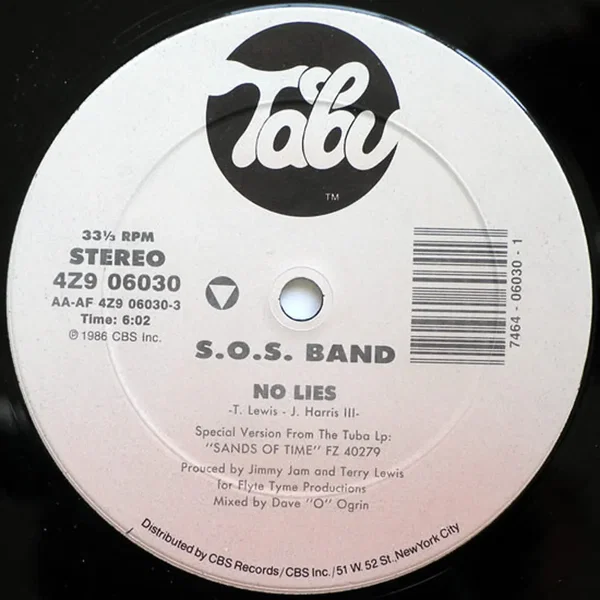 Tabu
TM
33⅓ RPM
STEREO
4Z9 06030
AA-AF 4Z9 06030-3
Time: 6:02
℗ 1986 CBS Inc.
7464 - 06030 - 1
S.O.S. BAND
NO LIES
-T. Lewis - J. Harris III-
Special Version From The Tuba Lp:
"SANDS OF TIME" FZ 40279
Prouced by Jimmy Jam and Terry Lewis
for Flyte Tyme Productions
Mixed by Dave "O" Ogrin
Distributed by CBS Records/CBS Inc./51 W. 52 St., New York City